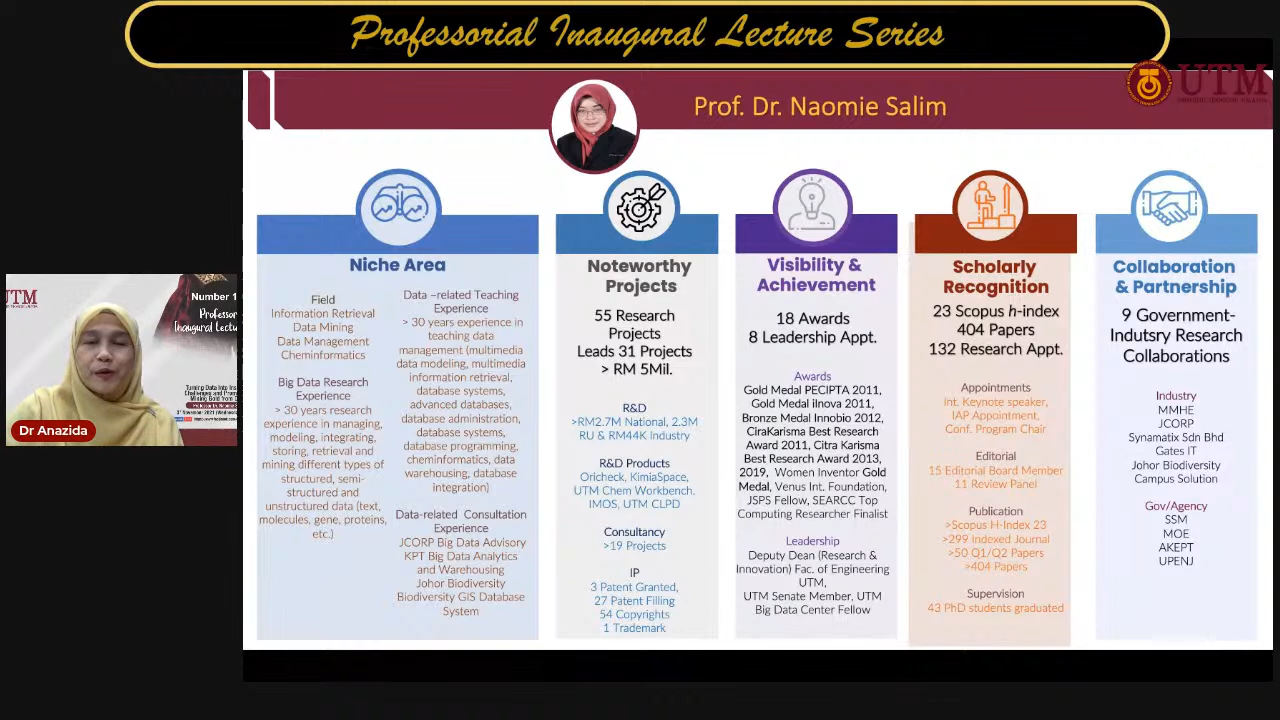 Professorial Inaugural Lecture Series
UTM
Prof. Dr. Naomie Salim
Niche Area
Field
Information Retrieval
Data Mining
Data Management
Cheminformatics
Big Data Research
Experience
> 30 years research
experience in managing,
modeling, integrating,
storing, retrieval and
mining different types of
structured, semi-
structured and
unstructured data (text,
molecules, gene, proteins,
etc.)
Data –related Teaching
Experience
> 30 years experience in
teaching data
management (multimedia
data modeling, multimedia
information retrieval,
database systems,
advanced databases,
database administration,
database systems,
database programming,
cheminformatics, data
warehousing, database
integration)
Data-related Consultation
Experience
JCORP Big Data Advisory
KPT Big Data Analytics
and Warehousing
Johor Biodiversity
Biodiversity GIS Database
System
Noteworthy
Projects
55 Research
Projects
Leads 31 Projects
> RM 5Mil.
R&D
>RM2.7M National, 2.3M
RU & RM44K Industry
R&D Products
Oricheck, KimiaSpace,
UTM Chem Workbench.
IMOS, UTM CLPD
Consultancy
>19 Projects
IP
3 Patent Granted,
27 Patent Filling
54 Copyrights
1 Trademark
Visibility &
Achievement
18 Awards
8 Leadership Appt.
Awards
Gold Medal PECIPTA 2011,
Gold Medal iInova 2011,
Bronze Medal Innobio 2012,
CiraKarisma Best Research
Award 2011, Citra Karisma
Best Research Award 2013,
2019, Women Inventor Gold
Medal, Venus Int. Foundation,
JSPS Fellow, SEARCC Top
Computing Researcher Finalist
Leadership
Deputy Dean (Research &
Innovation) Fac. of Engineering
UTM,
UTM Senate Member, UTM
Big Data Center Fellow
Scholarly
Recognition
23 Scopus h-index
404 Papers
132 Research Appt.
Appointments
Int. Keynote speaker,
IAP Appointment,
Conf. Program Chair
Editorial
15 Editorial Board Member
11 Review Panel
Publication
>Scopus H-Index 23
>299 Indexed Journal
>50 Q1/Q2 Papers
>404 Papers
Supervision
43 PhD students graduated
Collaboration
& Partnership
9 Government-
Indutsry Research
Collaborations
Industry
MMHE
JCORP
Synamatix Sdn Bhd
Gates IT
Johor Biodiversity
Campus Solution
Gov/Agency
SSM
MOE
AKEPT
UPENJ
UTM
Number 1
Professor
Inaugural Lectu
Turning Data Into Ins
Challenges and Prom
Mining Gold from D
Dr Anazida